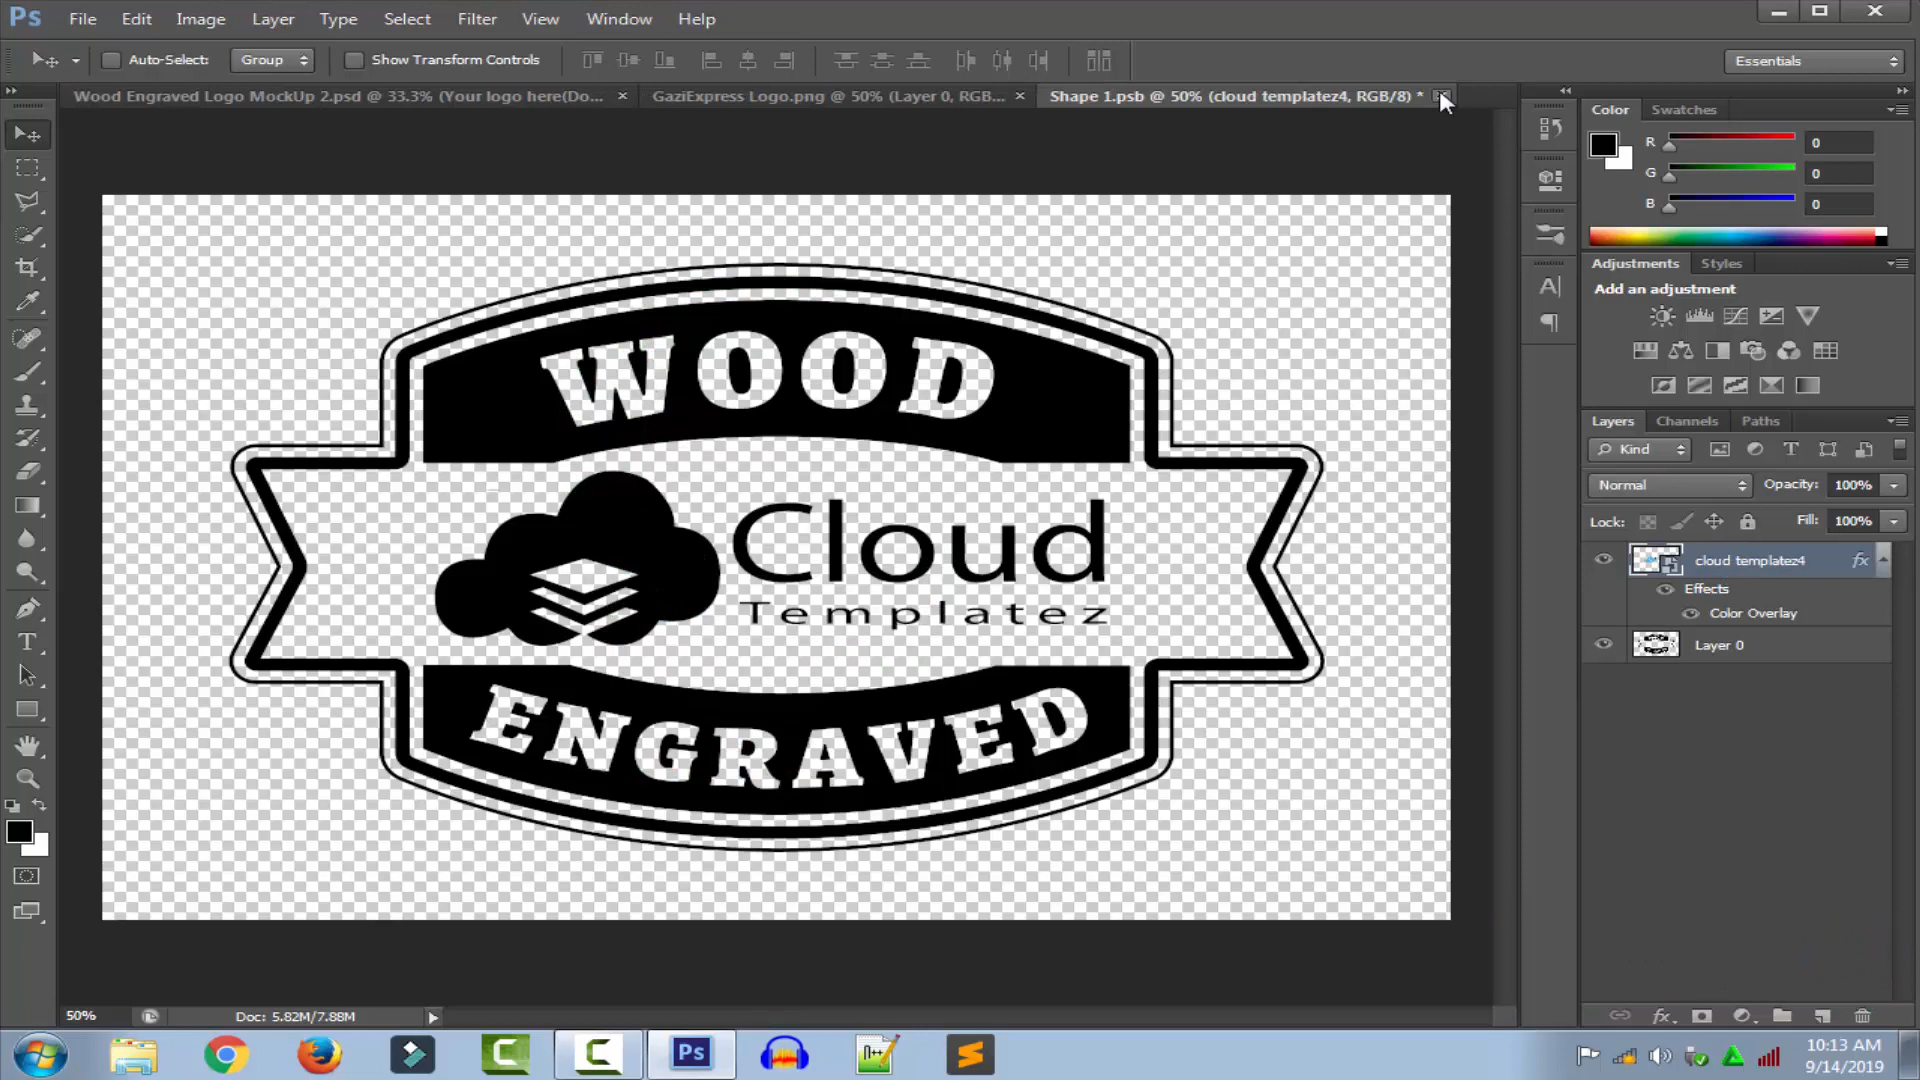 Ps File Edit Image Layer Type Select Filter View Window Help
Auto-Select: Group Show Transform Controls Essentials
Wood Engraved Logo MockUp 2.psd @ 33.3% (Your logo here(Do... × GaziExpress Logo.png @ 50% (Layer 0, RGB... × Shape 1.psb @ 50% (cloud templatez4, RGB/8) *
Color Swatches
R 0
G 0
B 0
Adjustments Styles
Add an adjustment
Layers Channels Paths
Kind
Normal Opacity: 100%
Lock: Fill: 100%
cloud templatez4 fx
Effects
Color Overlay
Layer 0
WOOD
Cloud
Templatez
ENGRAVED
50% Doc: 5.82M/7.88M
Ps
10:13 AM
9/14/2019